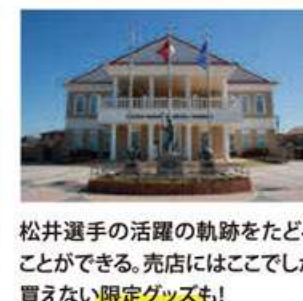 松井選手の活躍の軌跡をたど
ことができる。売店にはここでし
買えない限定グッズも!